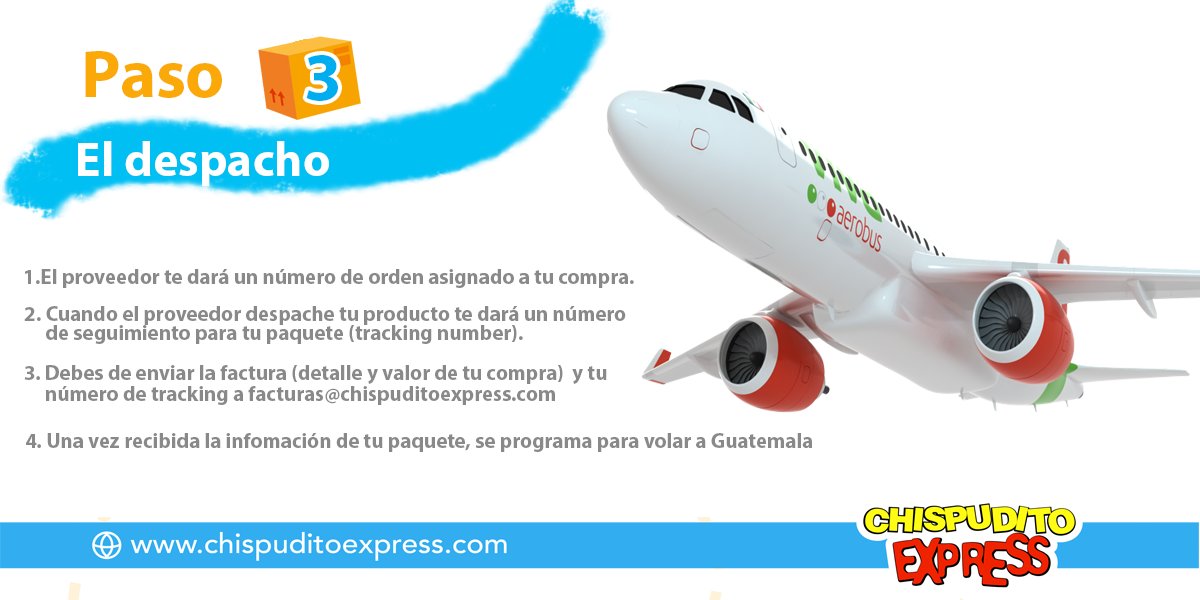 Paso 3
El despacho
aerobus
1.El proveedor te dará un número de orden asignado a tu compra.
2. Cuando el proveedor despache tu producto te dará un número
de seguimiento para tu paquete (tracking number).
3. Debes de enviar la factura (detalle y valor de tu compra) y tu
número de tracking a facturas@chispuditoexpress.com
4. Una vez recibida la infomación de tu paquete, se programa para volar a Guatemala
www.chispuditoexpress.com
CHISPUDITO
EXPRESS